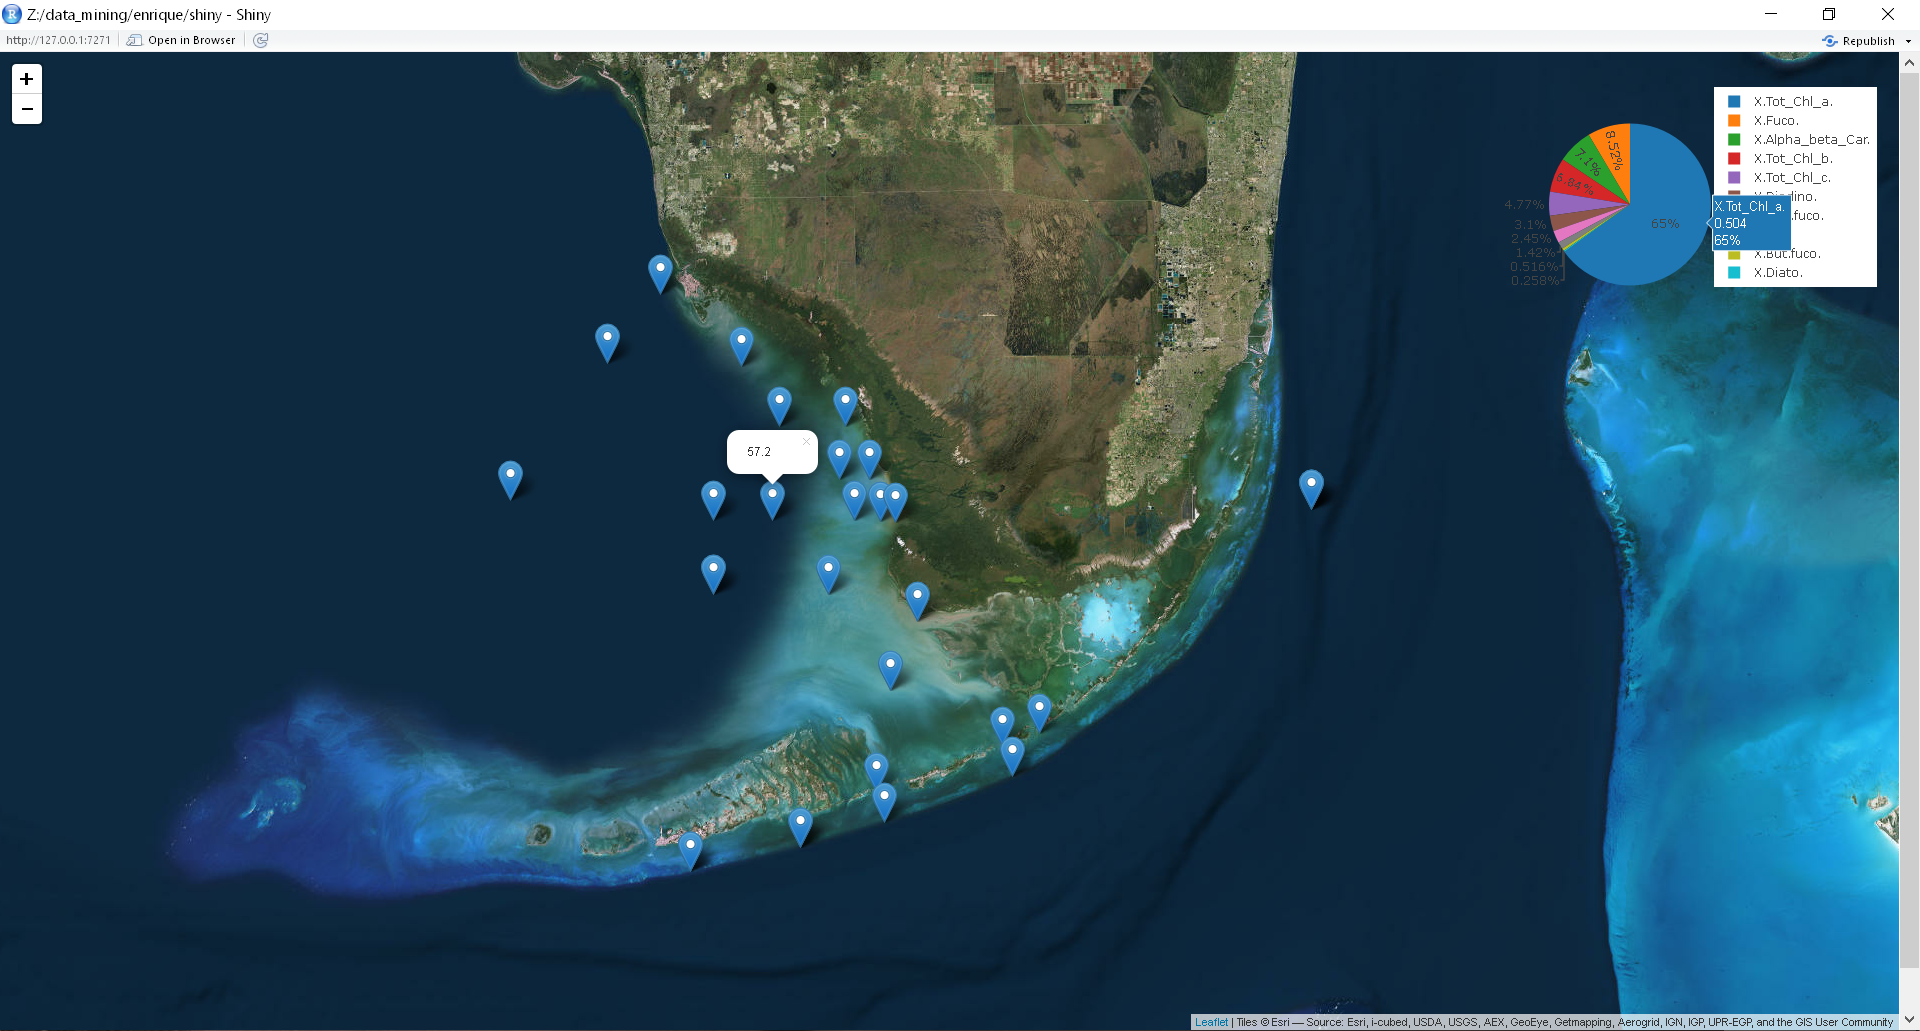 Z:/data_mining/enrique/shiny - Shiny
http://127.0.0.1:7271
Open in Browser
Republish
+
−
57.2
×
8.52%
7.1%
6.84%
4.77%
3.1%
2.45%
1.42%
0.516%
0.258%
65%
X.Tot_Chl_a.
X.Fuco.
X.Alpha_beta_Car.
X.Tot_Chl_b.
X.Tot_Chl_c.
X.Tot_Chl_a.
0.504
65%
X.But.fuco.
X.Diato.
Leaflet | Tiles © Esri — Source: Esri, i-cubed, USDA, USGS, AEX, GeoEye, Getmapping, Aerogrid, IGN, IGP, UPR-EGP, and the GIS User Community